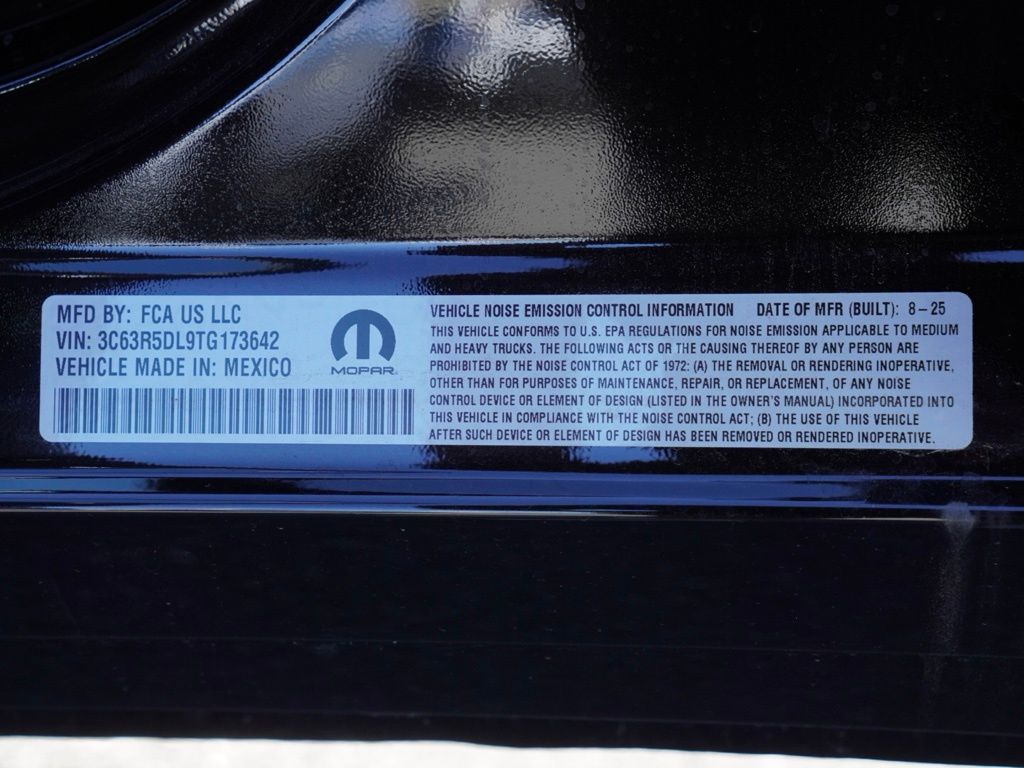 MFD BY: FCA US LLC
VIN: 3C63R5DL9TG173642
VEHICLE MADE IN: MEXICO
MOPAR
VEHICLE NOISE EMISSION CONTROL INFORMATION DATE OF MFR (BUILT): 8-25
THIS VEHICLE CONFORMS TO U.S. EPA REGULATIONS FOR NOISE EMISSION APPLICABLE TO MEDIUM
AND HEAVY TRUCKS. THE FOLLOWING ACTS OR THE CAUSING THEREOF BY ANY PERSON ARE
PROHIBITED BY THE NOISE CONTROL ACT OF 1972: (A) THE REMOVAL OR RENDERING INOPERATIVE,
OTHER THAN FOR PURPOSES OF MAINTENANCE, REPAIR, OR REPLACEMENT, OF ANY NOISE
CONTROL DEVICE OR ELEMENT OF DESIGN (LISTED IN THE OWNER'S MANUAL) INCORPORATED INTO
THIS VEHICLE IN COMPLIANCE WITH THE NOISE CONTROL ACT; (B) THE USE OF THIS VEHICLE
AFTER SUCH DEVICE OR ELEMENT OF DESIGN HAS BEEN REMOVED OR RENDERED INOPERATIVE.